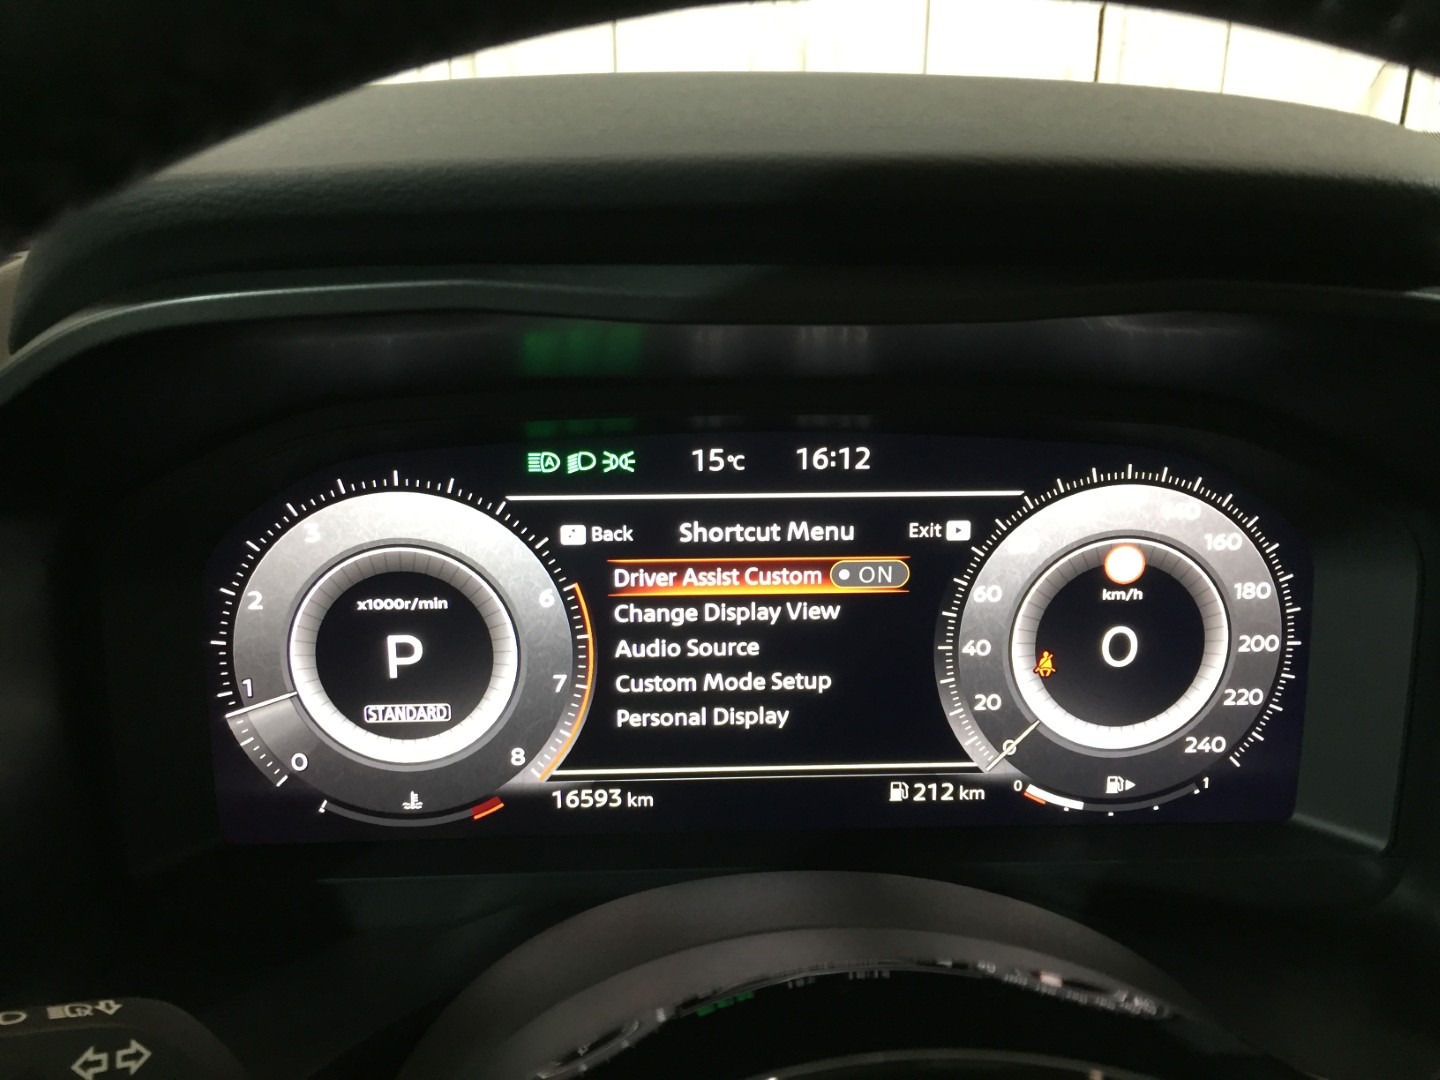 15°C 16:12
Back Shortcut Menu Exit
Driver Assist Custom ON
Change Display View
Audio Source
Custom Mode Setup
Personal Display
16593 km 212 km
x1000r/min
P
STANDARD
0
1
2
3
6
7
8
km/h
0
0
20
40
60
160
180
200
220
240
0 1